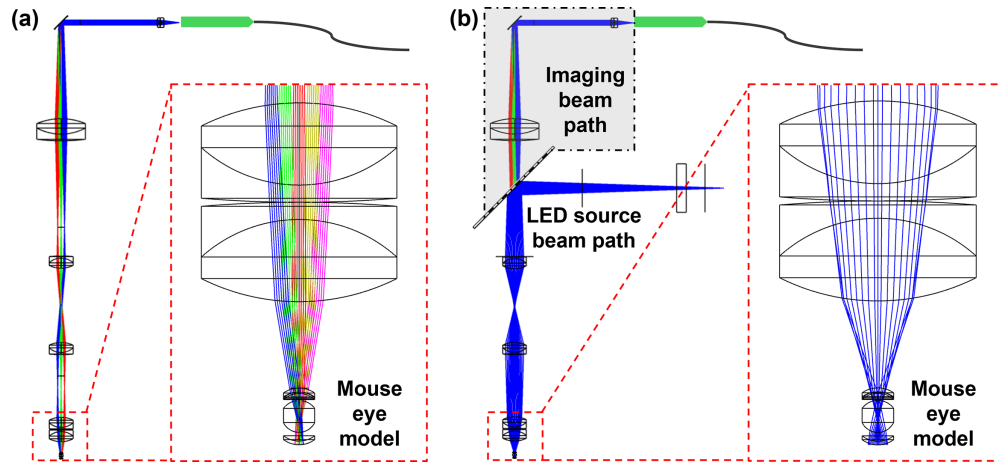 (a)
Mouse
eye
model
(b)
Imaging
beam
path
LED source
beam path
Mouse
eye
model